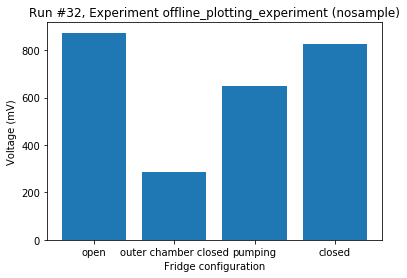 Run #32, Experiment offline_plotting_experiment (nosample)
Voltage (mV)
800
600
400
200
0
open outer chamber closed pumping closed
Fridge configuration